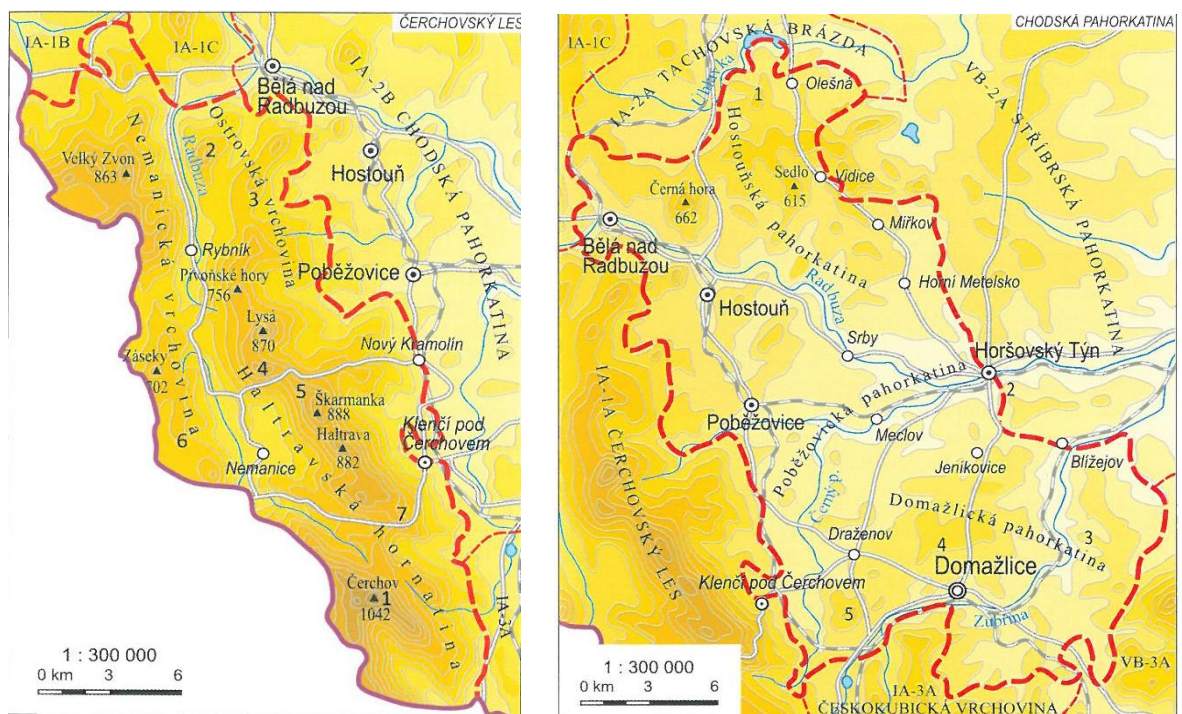 ČERCHOVSKÝ LES
IA-1B
IA-1C
Bělá nad
Radbuzou
IA-2B CHODSKÁ PAHORKATINA
Hostouň
Velký Zvon
863
Nemanická vrchovina
Radbuza
2
Ostrovská vrchovina
3
Rybník
Poběžovice
Prvoňské hory
756
Lysá
870
4
Nový Kramolín
Záseky
702
5
Škarmanka
888
Haltrava
882
Haltravská hornatina
Klenčí pod
Čerchovem
6
Nemanice
7
Čerchov
1
1042
IA-3A
1 : 300 000
0 km 3 6
CHODSKÁ PAHORKATINA
IA-1C
IA-2A TACHOVSKÁ BRÁZDA
Úhlavka
1
Olešná
VB-2A STŘÍBRSKÁ PAHORKATINA
Hostouňská pahorkatina
Sedlo
615
Vidice
Černá hora
662
Mířkov
Bělá nad
Radbuzou
Horní Metelsko
Radbuza
Hostouň
Srby
Horšovský Týn
2
IA-1A ČERCHOVSKÝ LES
Poběžovice
Poběžovická pahorkatina
Meclov
Blížejov
Jeníkovice
Černý p.
Domažlická pahorkatina
3
Draženov
4
Domažlice
Klenčí pod Čerchovem
5
Zubřina
VB-3A
1 : 300 000
0 km 3 6
IA-3A
ČESKOKUBICKÁ VRCHOVINA